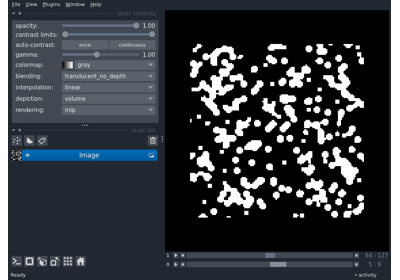 File View Plugins Window Help
layer controls
opacity: 1.00
contrast limits:
auto-contrast: once continuous
gamma: 1.00
colormap: gray
blending: translucent_no_depth
interpolation: linear
depiction: volume
rendering: mip
layer list
Image
1 64 127
0 5 9
Ready activity